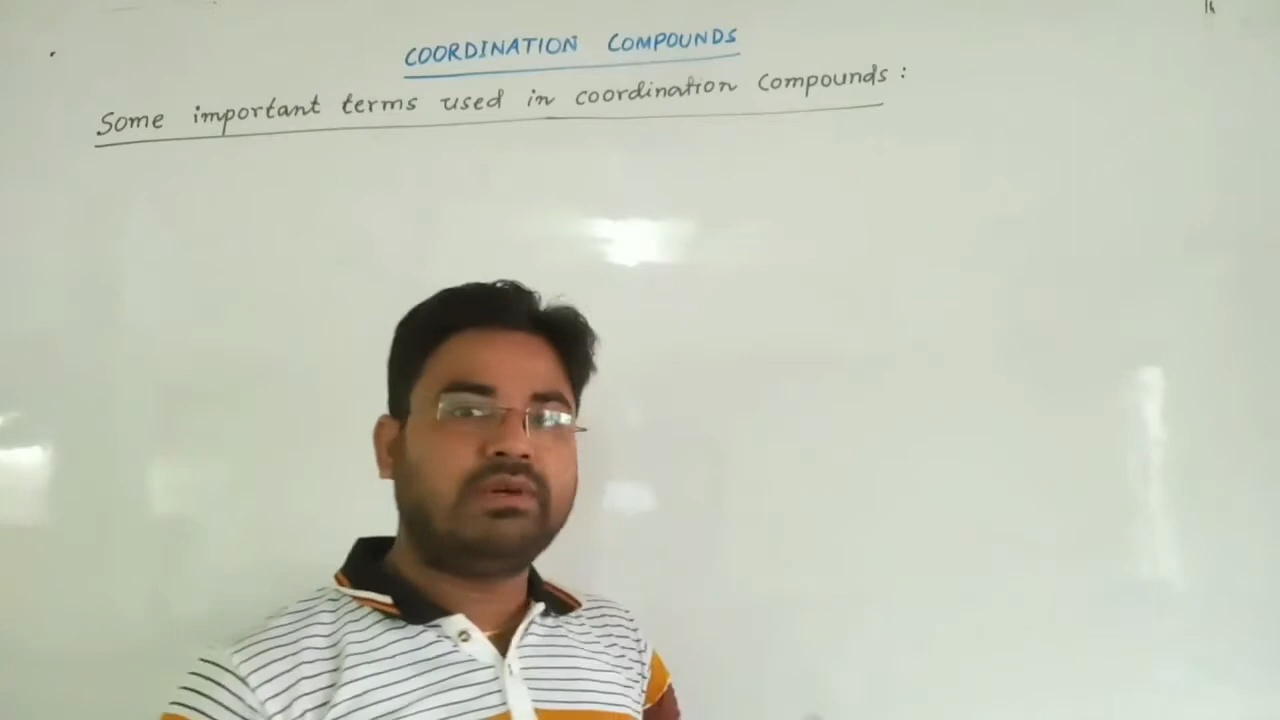 COORDINATION COMPOUNDS
Some important terms used in coordination compounds :